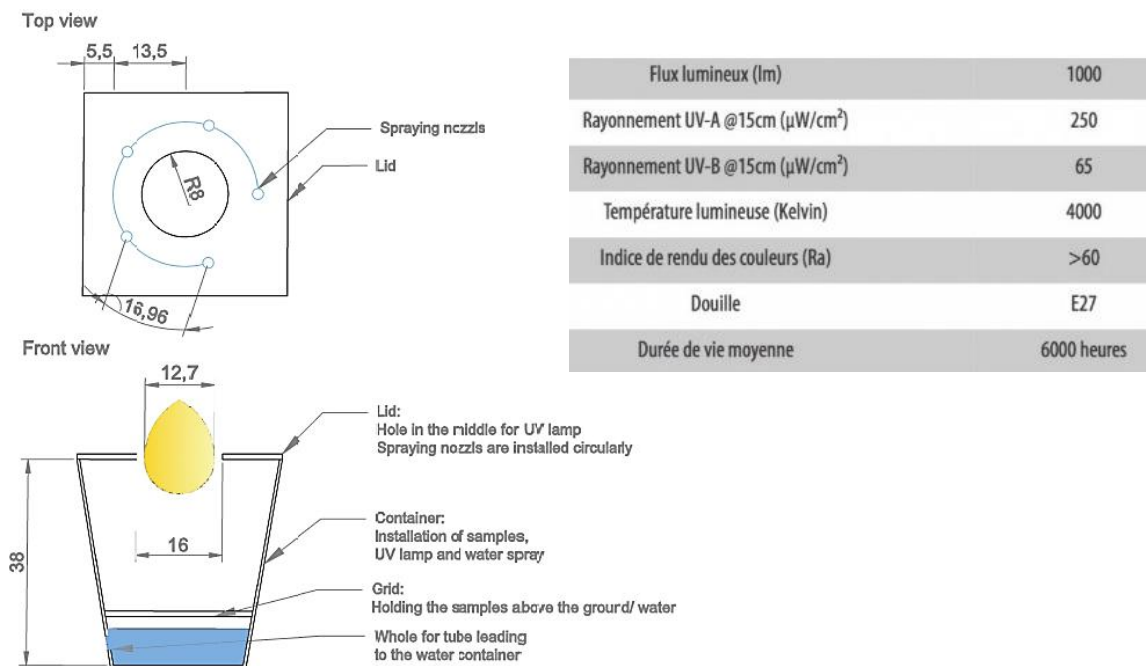 Top view
5,5 13,5
Spraying nozzls
Lid
R8
16,96
Front view
12,7
Lid:
Hole in the middle for UV lamp
Spraying nozzls are installed circularly
Container:
Installation of samples,
UV lamp and water spray
16
38
Grid:
Holding the samples above the ground/ water
Whole for tube leading
to the water container
Flux lumineux (lm) 1000
Rayonnement UV-A @15cm (µW/cm²) 250
Rayonnement UV-B @15cm (µW/cm²) 65
Température lumineuse (Kelvin) 4000
Indice de rendu des couleurs (Ra) >60
Douille E27
Durée de vie moyenne 6000 heures